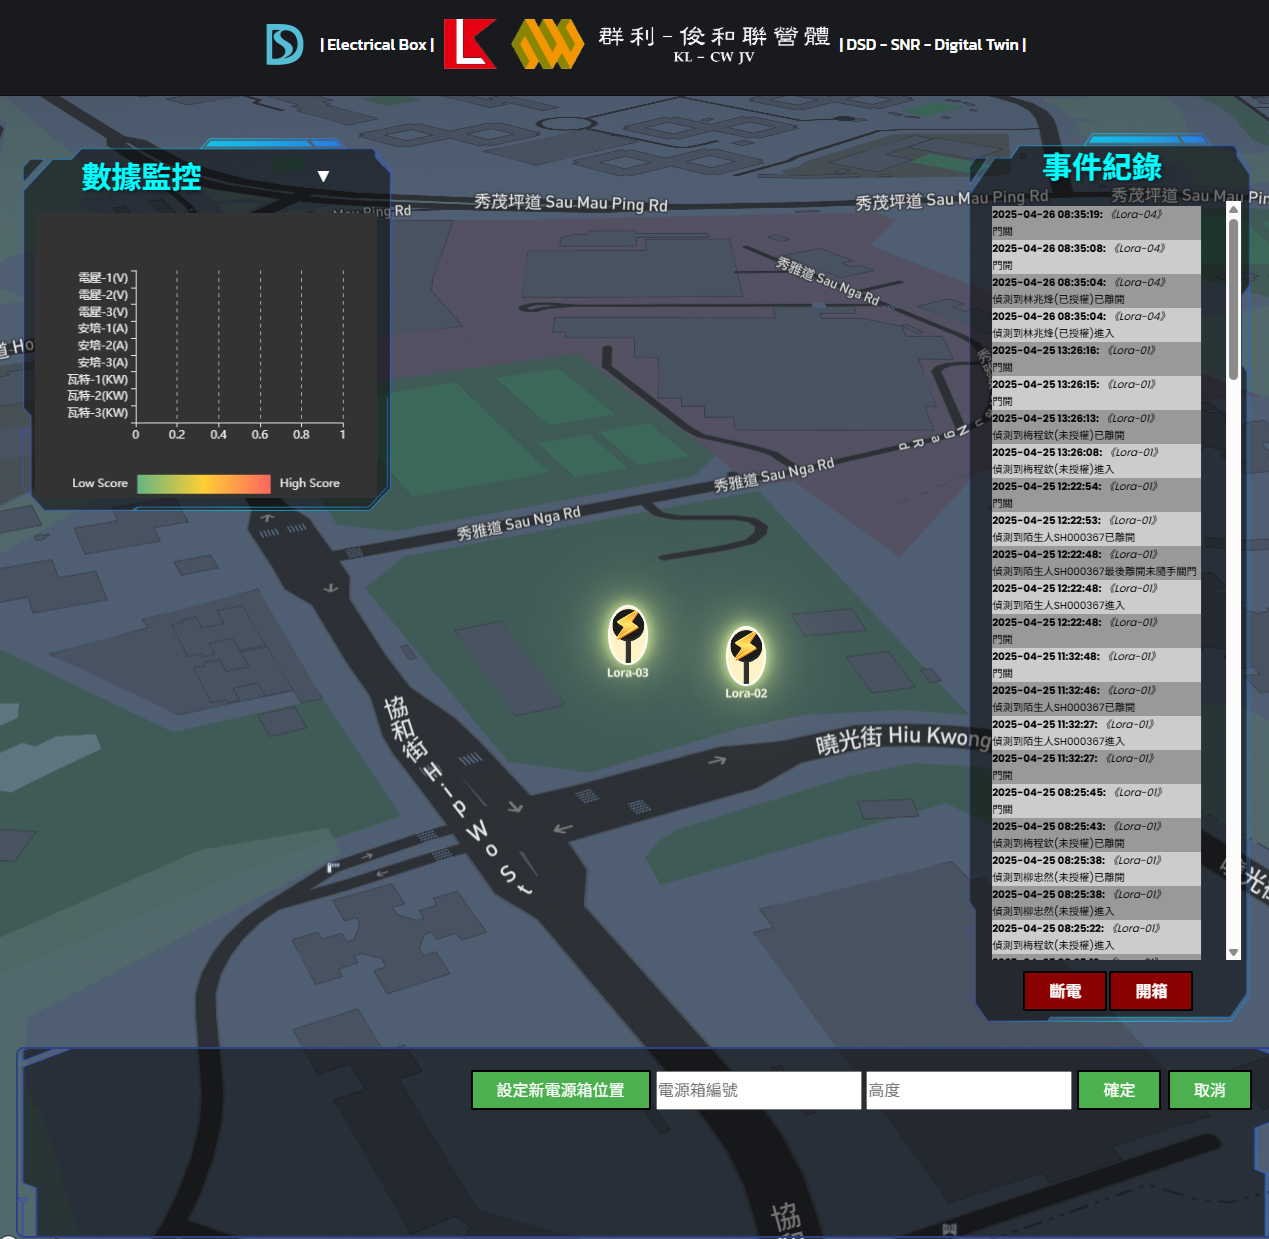 | Electrical Box |
群利-俊和聯營體
KL - CW JV
| DSD - SNR - Digital Twin |
數據監控
▼
Mau Ping Rd
電壓-1(V)
電壓-2(V)
電壓-3(V)
安培-1(A)
安培-2(A)
安培-3(A)
瓦特-1(KW)
瓦特-2(KW)
瓦特-3(KW)
0 0.2 0.4 0.6 0.8 1
Low Score
High Score
秀茂坪道 Sau Mau Ping Rd
秀茂坪道 Sau Mau Ping Rd
秀茂坪道 Sau Mau Pin
秀雅道 Sau Nga Rd
秀雅道 Sau Nga Rd
秀雅道 Sau Nga Rd
Nga Rd
道 Ho
Lora-03
Lora-02
協和街 Hip Wo St
曉光街 Hiu Kwong
曉光街
協和
事件紀錄
2025-04-26 08:35:19: 《Lora-04》
門關
2025-04-26 08:35:08: 《Lora-04》
門開
2025-04-26 08:35:04: 《Lora-04》
偵測到林兆烽(已授權)已離開
2025-04-26 08:35:04: 《Lora-04》
偵測到林兆烽(已授權)進入
2025-04-25 13:26:16: 《Lora-01》
門關
2025-04-25 13:26:15: 《Lora-01》
門開
2025-04-25 13:26:13: 《Lora-01》
偵測到梅程欽(未授權)已離開
2025-04-25 13:26:08: 《Lora-01》
偵測到梅程欽(未授權)進入
2025-04-25 12:22:54: 《Lora-01》
門關
2025-04-25 12:22:53: 《Lora-01》
偵測到陌生人SH000367已離開
2025-04-25 12:22:48: 《Lora-01》
偵測到陌生人SH000367最後離開未隨手關門
2025-04-25 12:22:48: 《Lora-01》
偵測到陌生人SH000367進入
2025-04-25 12:22:48: 《Lora-01》
門開
2025-04-25 11:32:48: 《Lora-01》
門關
2025-04-25 11:32:46: 《Lora-01》
偵測到陌生人SH000367已離開
2025-04-25 11:32:27: 《Lora-01》
偵測到陌生人SH000367進入
2025-04-25 11:32:27: 《Lora-01》
門開
2025-04-25 08:25:45: 《Lora-01》
門關
2025-04-25 08:25:43: 《Lora-01》
偵測到梅程欽(未授權)已離開
2025-04-25 08:25:38: 《Lora-01》
偵測到柳忠然(未授權)已離開
2025-04-25 08:25:38: 《Lora-01》
偵測到柳忠然(未授權)進入
2025-04-25 08:25:22: 《Lora-01》
偵測到梅程欽(未授權)進入
斷電
開箱
設定新電源箱位置
電源箱編號
高度
確定
取消